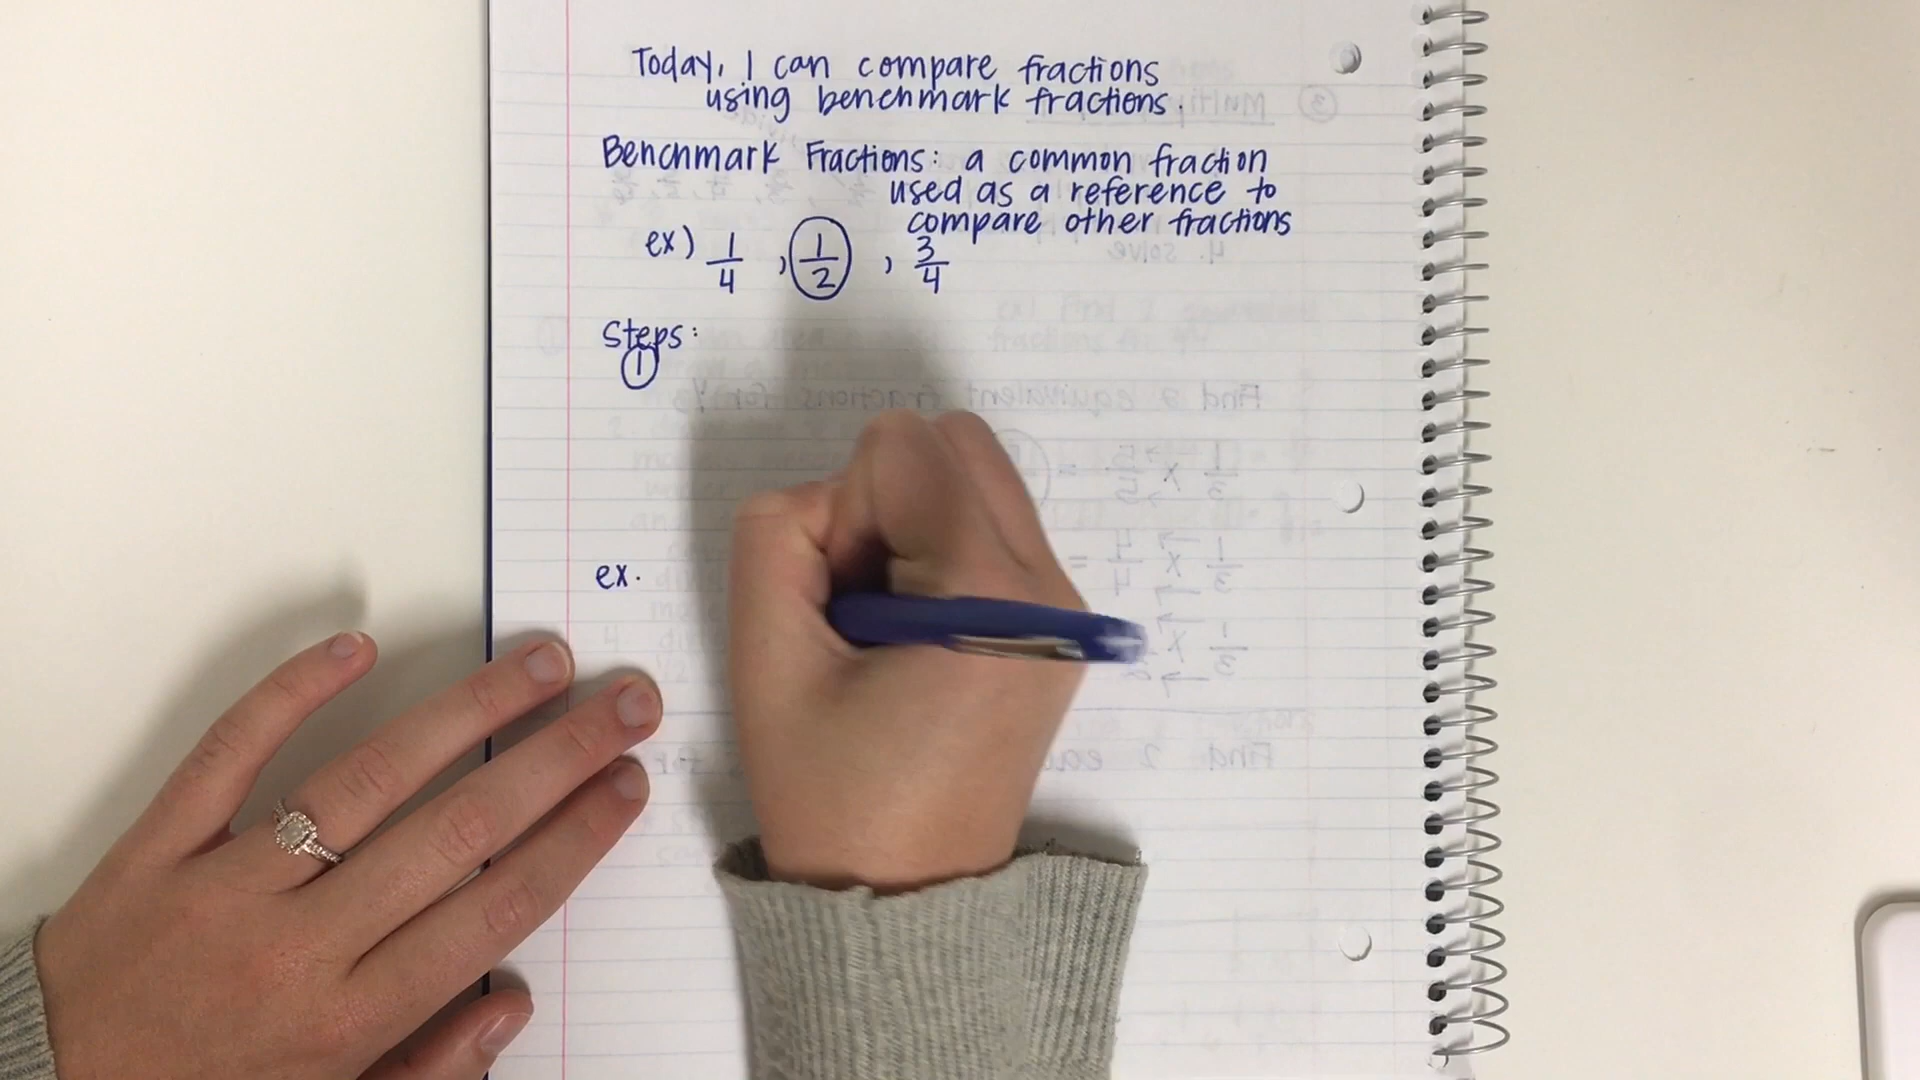 Today, I can compare fractions
using benchmark fractions.
Benchmark Fractions: a common fraction
used as a reference to
compare other fractions
ex) 1/4, 1/2, 3/4
Steps:
1
ex.